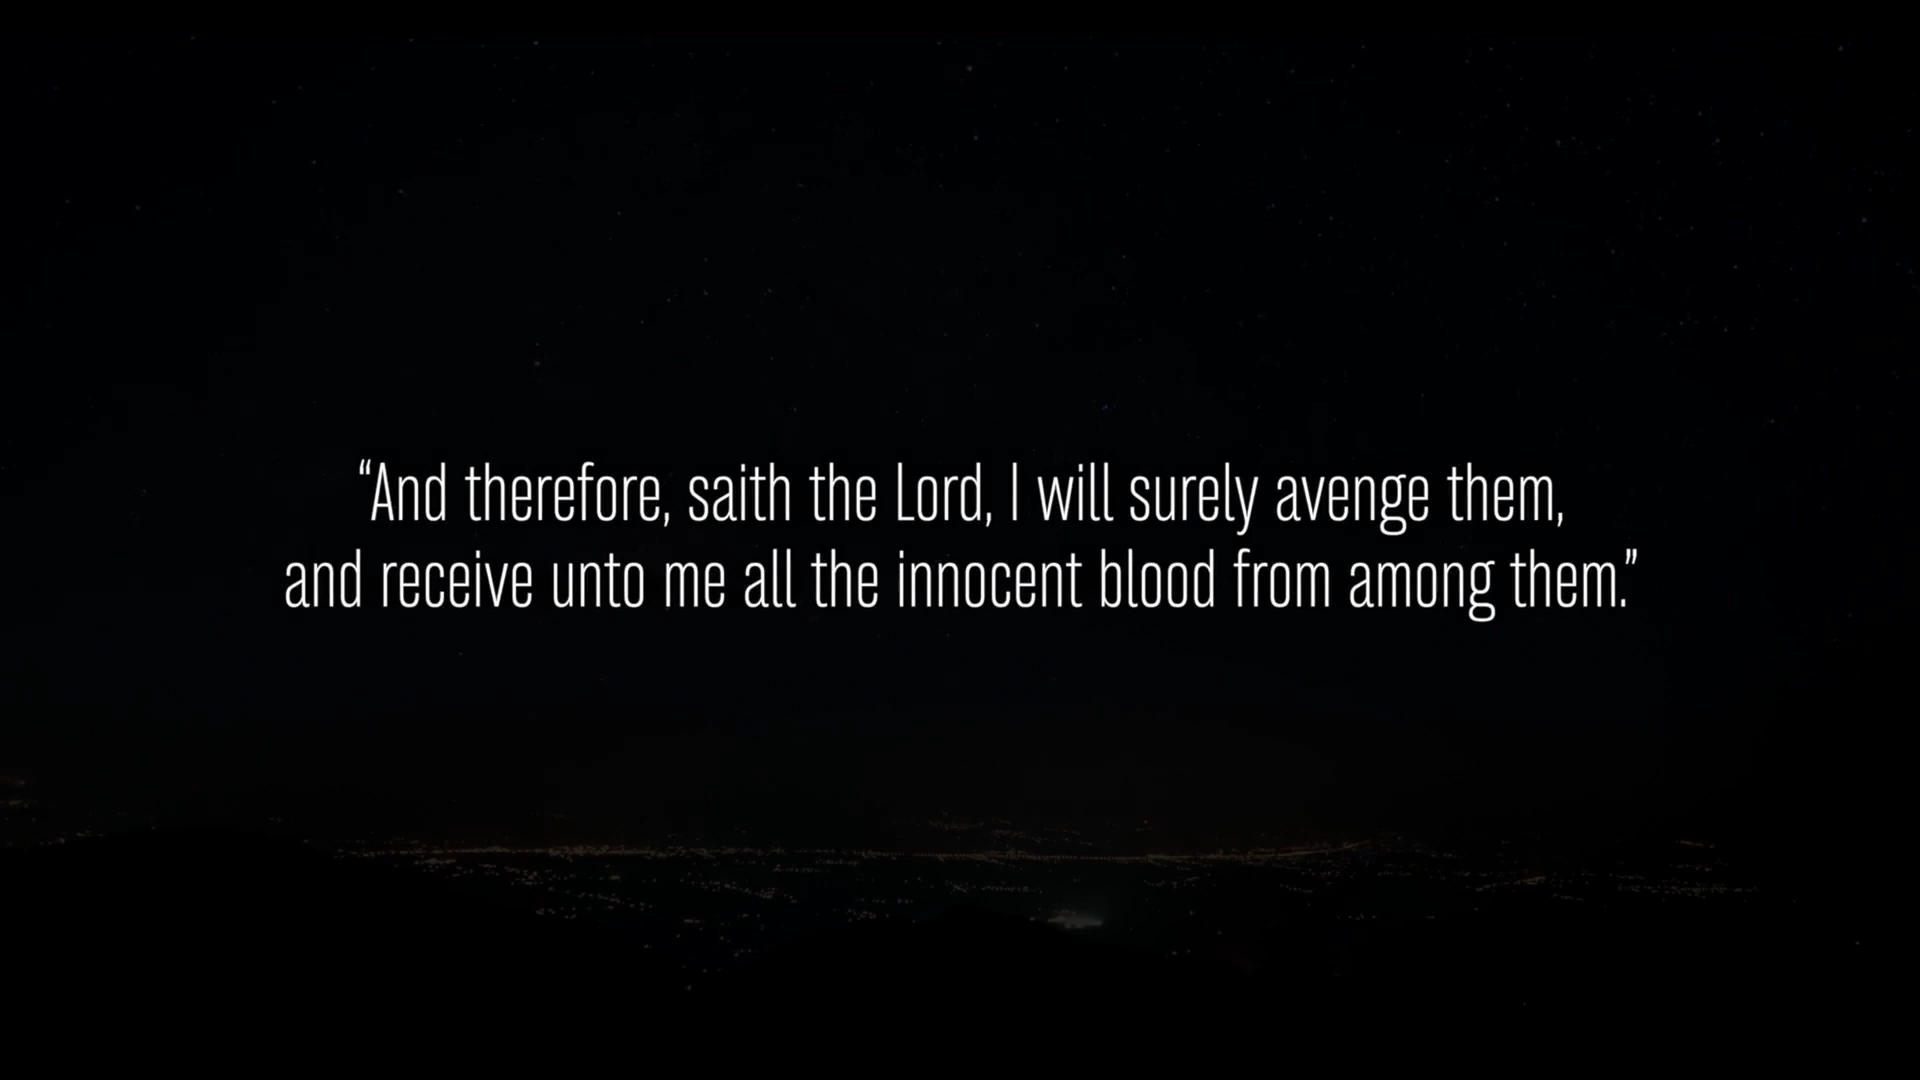 “And therefore, saith the Lord, I will surely avenge them,
and receive unto me all the innocent blood from among them.”